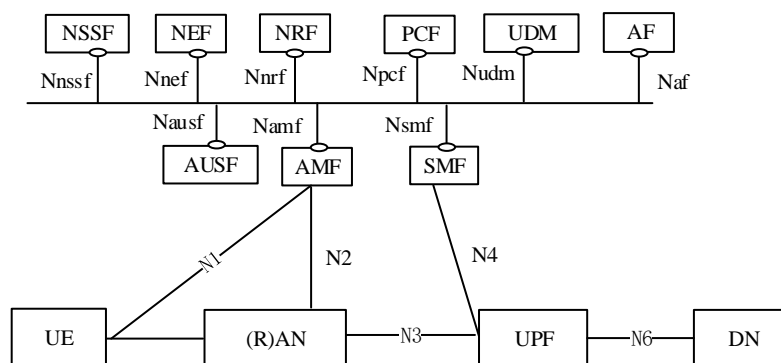 NSSF NEF NRF PCF UDM AF
Nnssf Nnef Nnrf Npcf Nudm Naf
Nausf Namf Nsmf
AUSF AMF SMF
N1 N2 N4
UE (R)AN N3 UPF N6 DN